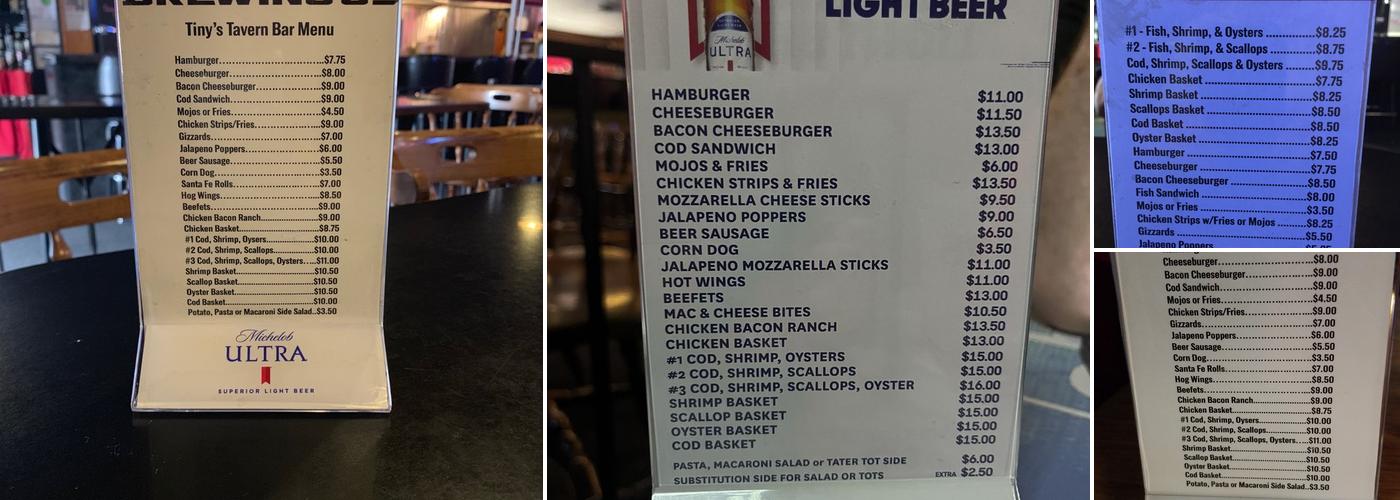 Tiny's Tavern Bar Menu
Hamburger...........................$7.75
Cheeseburger.......................$8.00
Bacon Cheeseburger............$9.00
Cod Sandwich......................$9.00
Mojos or Fries......................$4.50
Chicken Strips/Fries..............$9.00
Gizzards..............................$7.00
Jalapeno Poppers.................$6.00
Beer Sausage......................$5.50
Corn Dog............................$3.50
Santa Fe Rolls......................$7.00
Hog Wings..........................$8.50
Beefets...............................$9.00
Chicken Bacon Ranch..............$9.00
Chicken Basket.....................$8.75
#1 Cod, Shrimp, Oysers...........$10.00
#2 Cod, Shrimp, Scallops.........$10.00
#3 Cod, Shrimp, Scallops, Oysters.....$11.00
Shrimp Basket.....................$10.50
Scallop Basket.....................$10.50
Oyster Basket......................$10.50
Cod Basket.........................$10.00
Potato, Pasta or Macaroni Side Salad..$3.50
Michelob
ULTRA
SUPERIOR LIGHT BEER
LIGHT BEER
Michelob
ULTRA
HAMBURGER $11.00
CHEESEBURGER $11.50
BACON CHEESEBURGER $13.50
COD SANDWICH $13.00
MOJOS & FRIES $6.00
CHICKEN STRIPS & FRIES $13.50
MOZZARELLA CHEESE STICKS $9.50
JALAPENO POPPERS $9.00
BEER SAUSAGE $6.50
CORN DOG $3.50
JALAPENO MOZZARELLA STICKS $11.00
HOT WINGS $11.00
BEEFETS $13.00
MAC & CHEESE BITES $10.50
CHICKEN BACON RANCH $13.50
CHICKEN BASKET $13.00
#1 COD, SHRIMP, OYSTERS $15.00
#2 COD, SHRIMP, SCALLOPS $15.00
#3 COD, SHRIMP, SCALLOPS, OYSTER $16.00
SHRIMP BASKET $15.00
SCALLOP BASKET $15.00
OYSTER BASKET $15.00
COD BASKET $15.00
PASTA, MACARONI SALAD or TATER TOT SIDE $6.00
SUBSTITUTION SIDE FOR SALAD OR TOTS EXTRA $2.50
#1 - Fish, Shrimp, & Oysters ..............$8.25
#2 - Fish, Shrimp, & Scallops ............$8.75
Cod, Shrimp, Scallops & Oysters .......$9.75
Chicken Basket ................................$7.75
Shrimp Basket .................................$8.25
Scallops Basket ...............................$8.50
Cod Basket ......................................$8.50
Oyster Basket ..................................$8.25
Hamburger .......................................$7.50
Cheeseburger ...................................$7.75
Bacon Cheeseburger ........................$8.50
Fish Sandwich ..................................$8.00
Mojos or Fries ..................................$3.50
Chicken Strips w/Fries or Mojos .......$8.25
Gizzards ..........................................$5.50
Jalapeno Poppers
Cheeseburger.......................$8.00
Bacon Cheeseburger............$9.00
Cod Sandwich......................$9.00
Mojos or Fries......................$4.50
Chicken Strips/Fries..............$9.00
Gizzards..............................$7.00
Jalapeno Poppers.................$6.00
Beer Sausage......................$5.50
Corn Dog............................$3.50
Santa Fe Rolls......................$7.00
Hog Wings..........................$8.50
Beefets...............................$9.00
Chicken Bacon Ranch..............$9.00
Chicken Basket.....................$8.75
#1 Cod, Shrimp, Oysers...........$10.00
#2 Cod, Shrimp, Scallops.........$10.00
#3 Cod, Shrimp, Scallops, Oysters.....$11.00
Shrimp Basket.....................$10.50
Scallop Basket.....................$10.50
Oyster Basket......................$10.50
Cod Basket.........................$10.00
Potato, Pasta or Macaroni Side Salad..$3.50